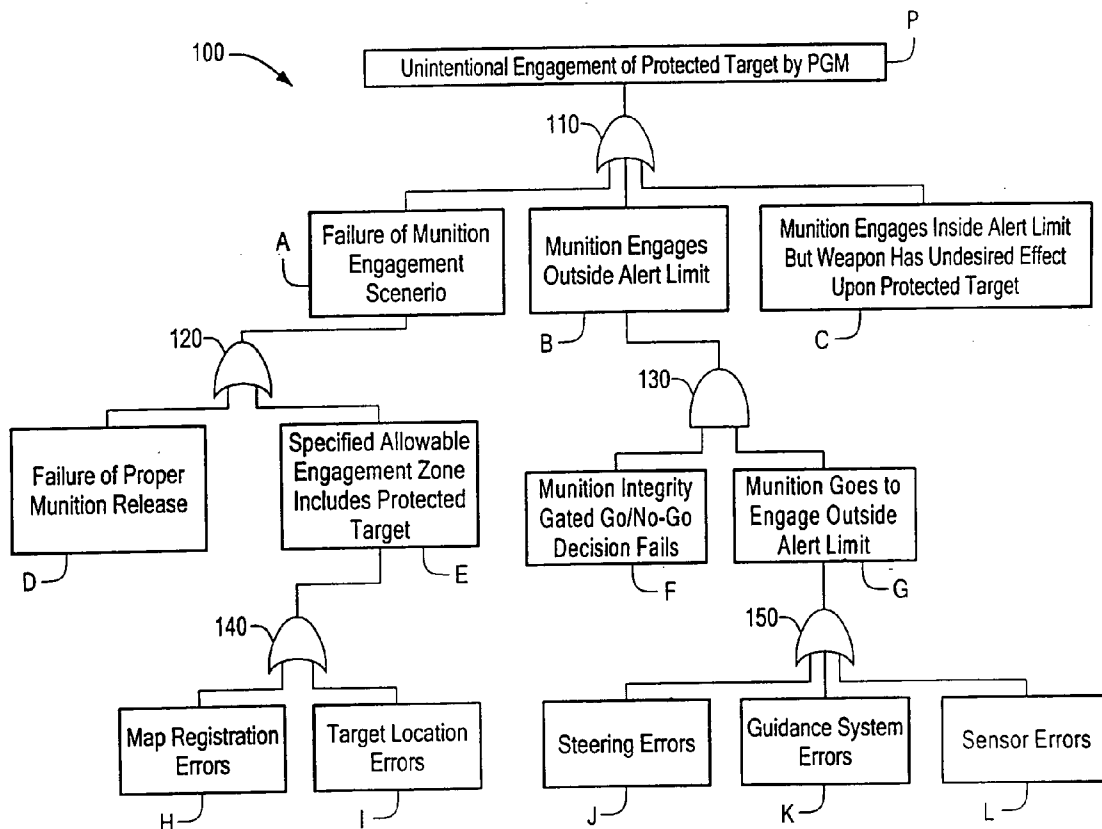 100
P
Unintentional Engagement of Protected Target by PGM
110
A
Failure of Munition
Engagement
Scenerio
Munition Engages
Outside Alert Limit
B
Munition Engages Inside Alert Limit
But Weapon Has Undesired Effect
Upon Protected Target
C
120
130
Failure of Proper
Munition Release
D
Specified Allowable
Engagement Zone
Includes Protected
Target
E
Munition Integrity
Gated Go/No-Go
Decision Fails
F
Munition Goes to
Engage Outside
Alert Limit
G
140
150
Map Registration
Errors
H
Target Location
Errors
I
Steering Errors
J
Guidance System
Errors
K
Sensor Errors
L